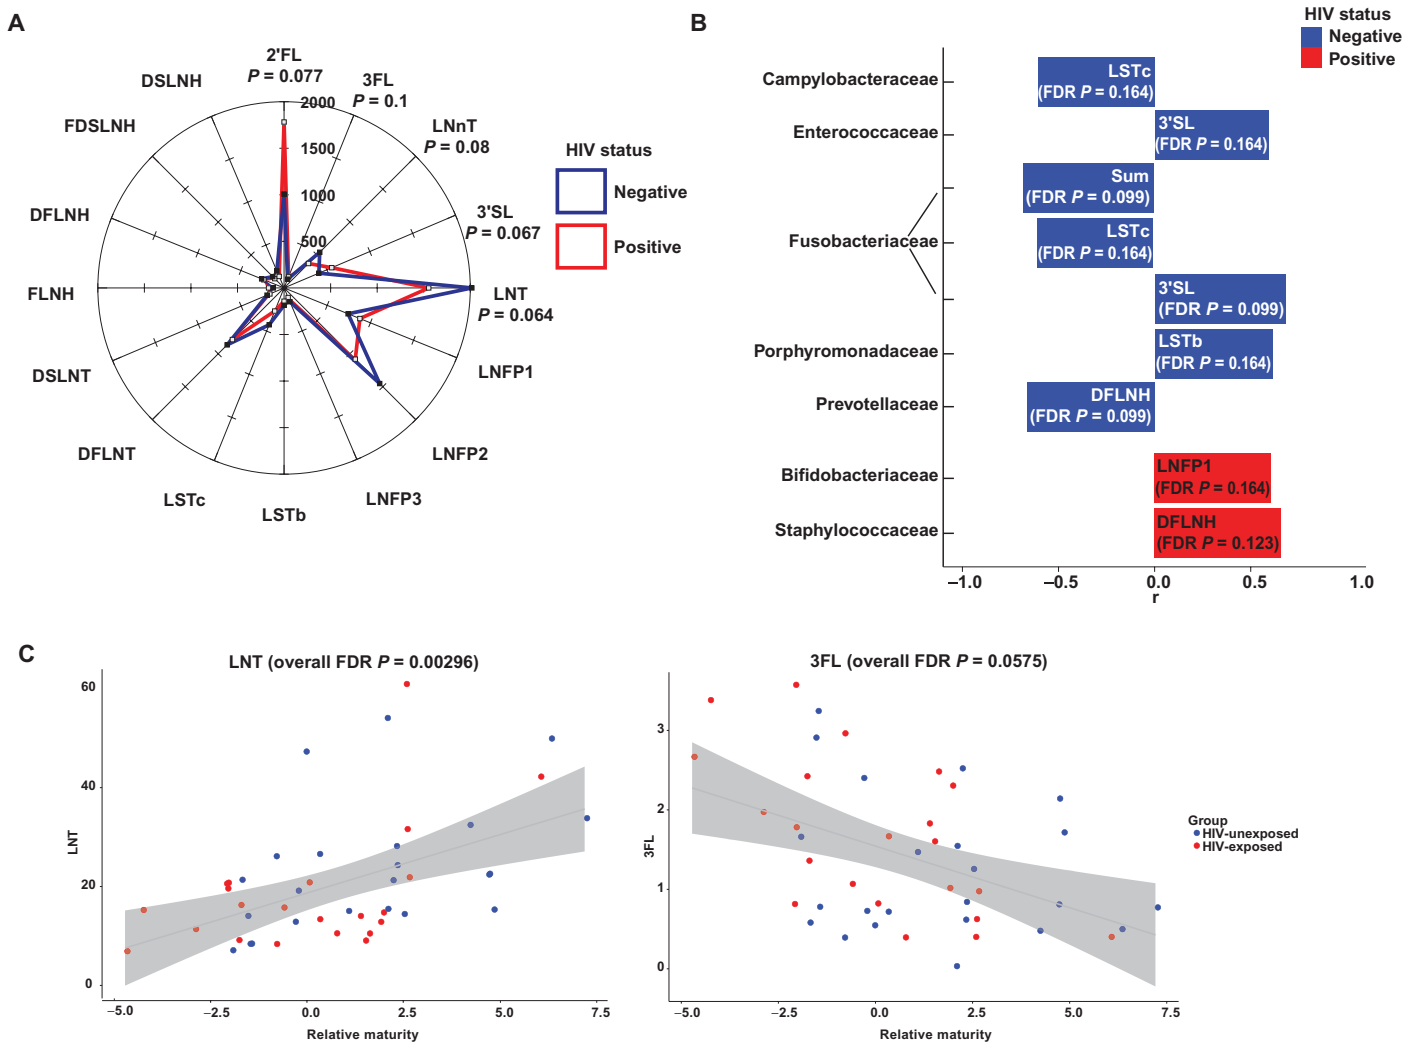 A
2'FL
P = 0.077
3FL
P = 0.1
LNnT
P = 0.08
3'SL
P = 0.067
LNT
P = 0.064
LNFP1
LNFP2
LNFP3
LSTb
LSTc
DFLNT
DSLNT
FLNH
DFLNH
FDSLNH
DSLNH
2000
1500
1000
500
HIV status
Negative
Positive
B
HIV status
Negative
Positive
Campylobacteraceae
LSTc
(FDR P = 0.164)
Enterococcaceae
3'SL
(FDR P = 0.164)
Sum
(FDR P = 0.099)
Fusobacteriaceae
LSTc
(FDR P = 0.164)
3'SL
(FDR P = 0.099)
Porphyromonadaceae
LSTb
(FDR P = 0.164)
Prevotellaceae
DFLNH
(FDR P = 0.099)
Bifidobacteriaceae
LNFP1
(FDR P = 0.164)
Staphylococcaceae
DFLNH
(FDR P = 0.123)
−1.0 −0.5 0.0 0.5 1.0
r
C
LNT (overall FDR P = 0.00296)
60
40
20
0
LNT
−5.0 −2.5 0.0 2.5 5.0 7.5
Relative maturity
3FL (overall FDR P = 0.0575)
3
2
1
0
3FL
−5.0 −2.5 0.0 2.5 5.0 7.5
Relative maturity
Group
HIV-unexposed
HIV-exposed